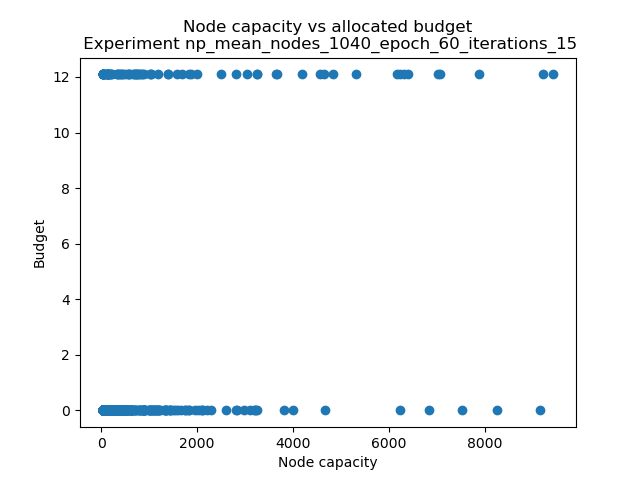 Node capacity vs allocated budget
Experiment np_mean_nodes_1040_epoch_60_iterations_15
12
10
8
6
4
2
0
Budget
0 2000 4000 6000 8000
Node capacity